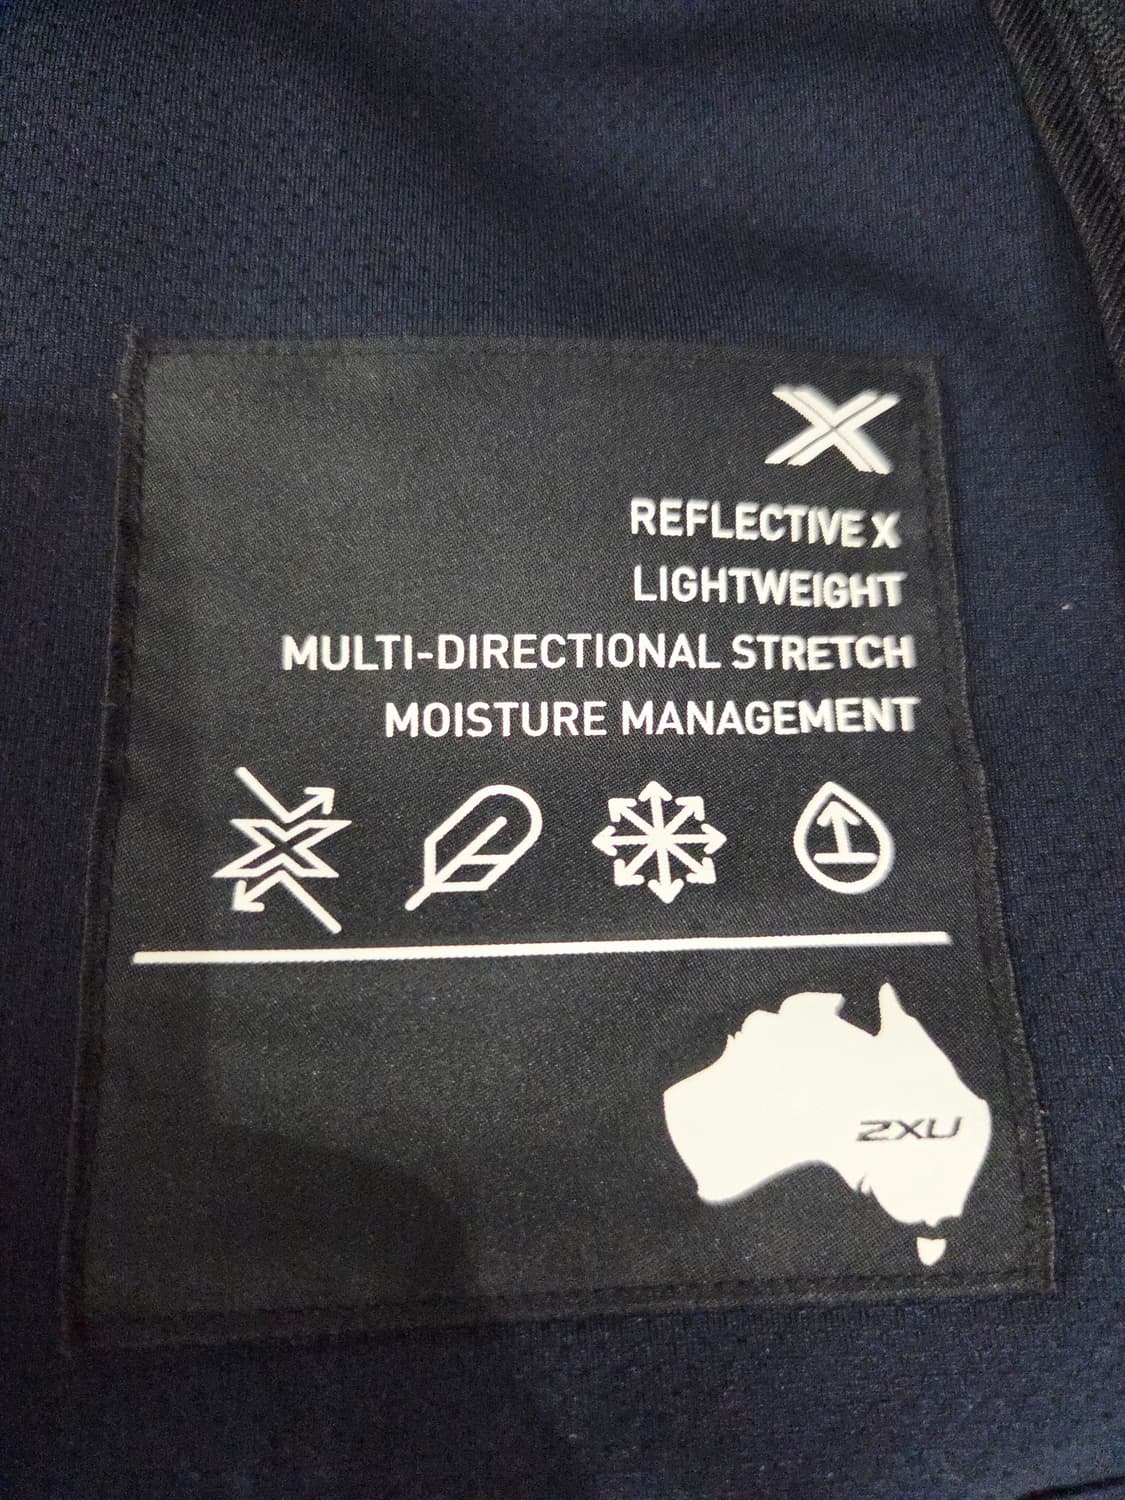 X
REFLECTIVE X
LIGHTWEIGHT
MULTI-DIRECTIONAL STRETCH
MOISTURE MANAGEMENT
2XU